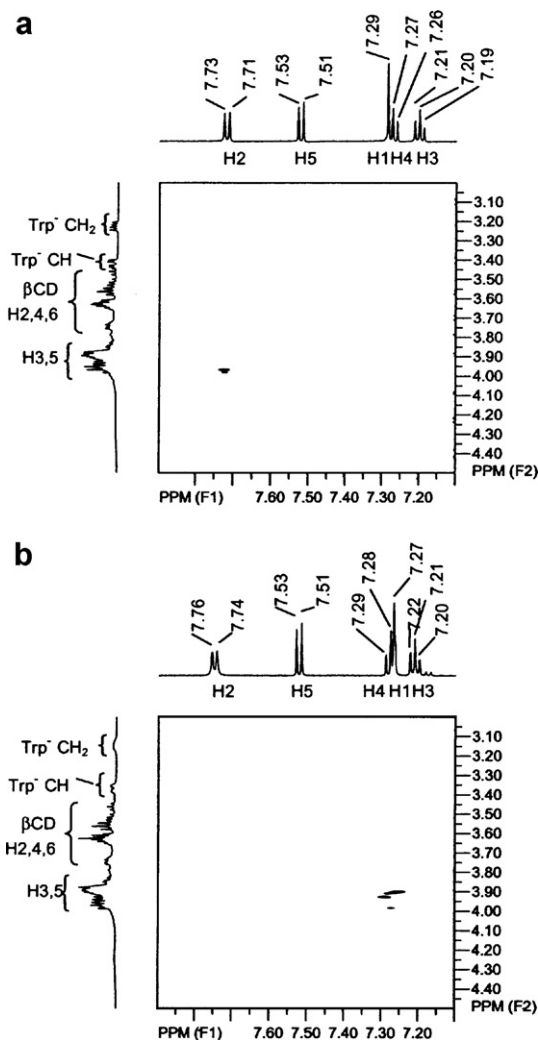 a
7.73 7.71 7.53 7.51 7.29 7.27 7.26 7.21 7.20 7.19
H2 H5 H1 H4 H3
Trp⁻ CH₂
Trp⁻ CH
βCD
H2,4,6
H3,5
3.10
3.20
3.30
3.40
3.50
3.60
3.70
3.80
3.90
4.00
4.10
4.20
4.30
4.40
PPM (F2)
PPM (F1) 7.60 7.50 7.40 7.30 7.20
b
7.76 7.74 7.53 7.51 7.29 7.28 7.27 7.22 7.21 7.20
H2 H5 H4 H1 H3
Trp⁻ CH₂
Trp⁻ CH
βCD
H2,4,6
H3,5
3.10
3.20
3.30
3.40
3.50
3.60
3.70
3.80
3.90
4.00
4.10
4.20
4.30
4.40
PPM (F2)
PPM (F1) 7.60 7.50 7.40 7.30 7.20